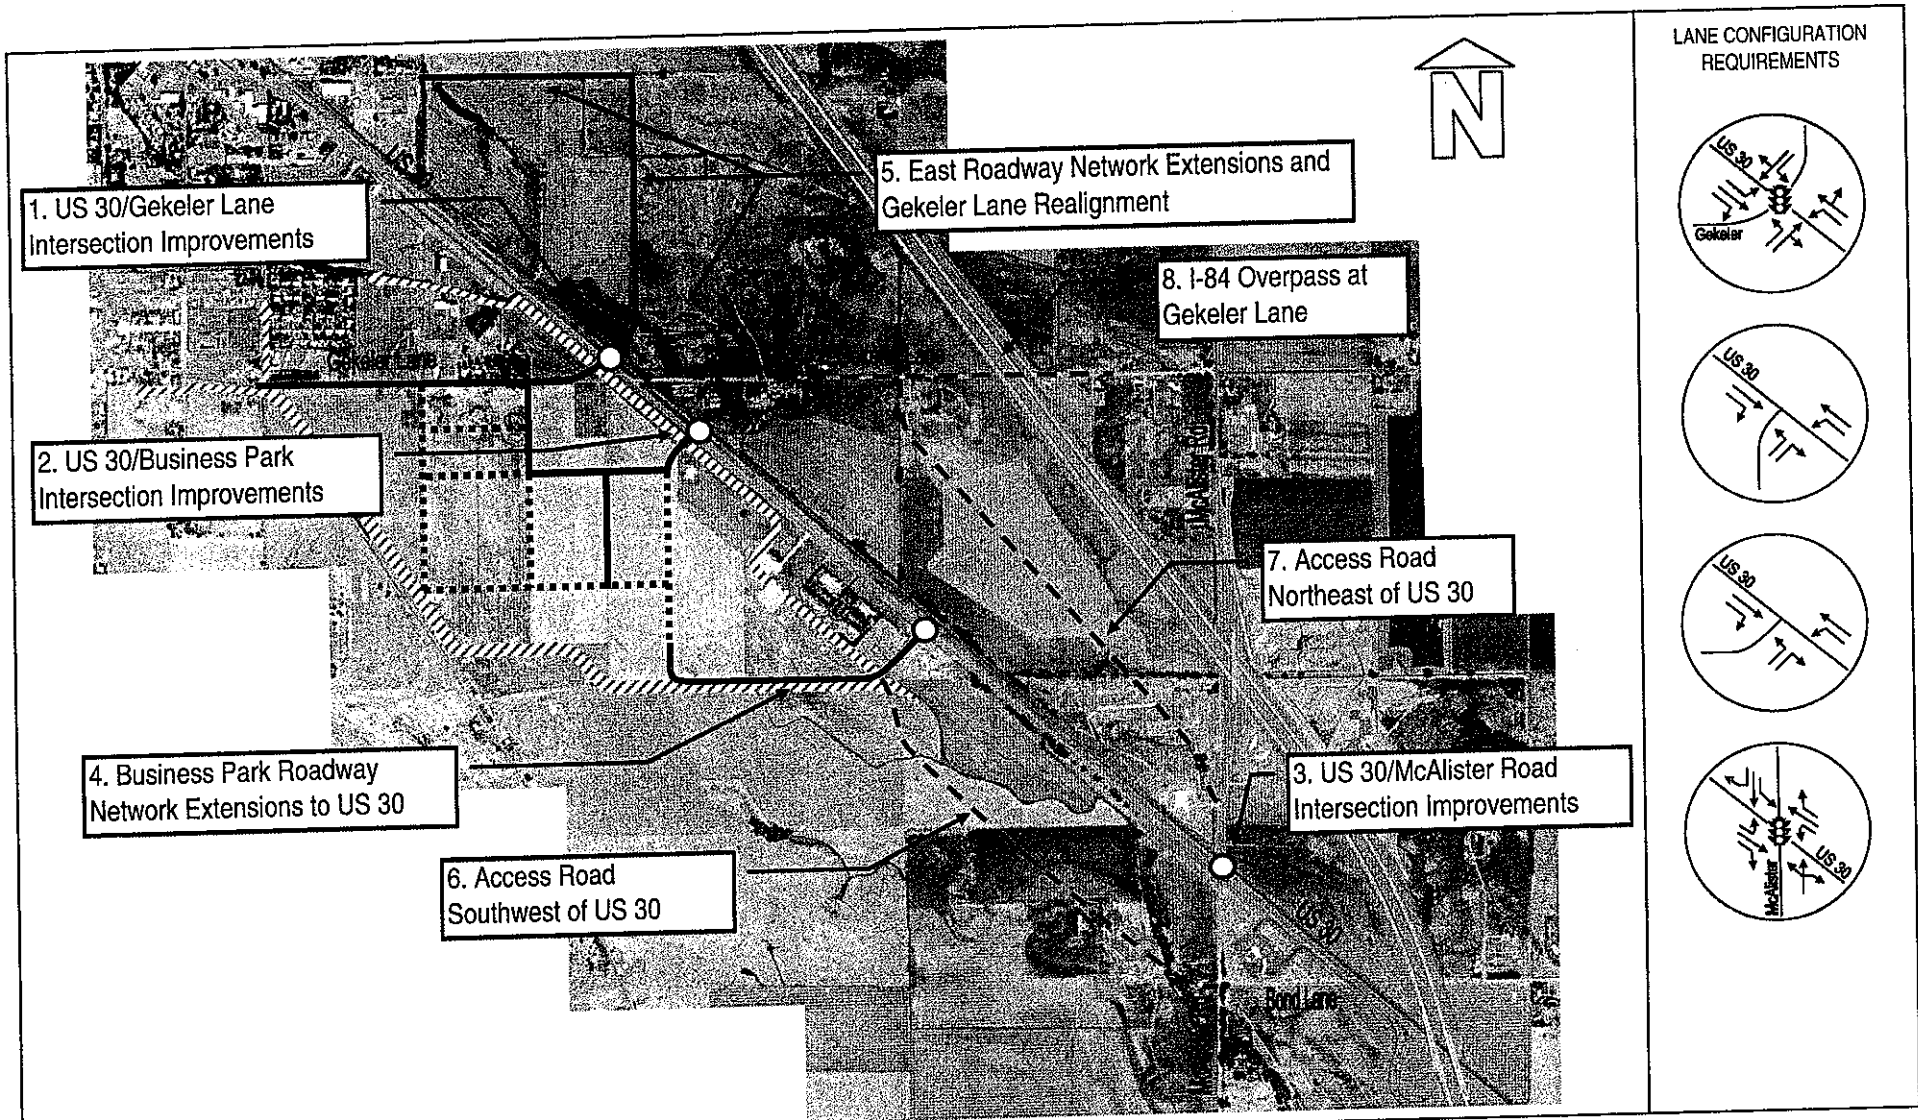 LANE CONFIGURATION
REQUIREMENTS
N
1. US 30/Gekeler Lane
Intersection Improvements
5. East Roadway Network Extensions and
Gekeler Lane Realignment
8. I-84 Overpass at
Gekeler Lane
Gekeler Lane
2. US 30/Business Park
Intersection Improvements
McAlister Rd
7. Access Road
Northeast of US 30
4. Business Park Roadway
Network Extensions to US 30
3. US 30/McAlister Road
Intersection Improvements
6. Access Road
Southwest of US 30
US 30
Bond Lane
US 30
Gekeler
US 30
US 30
US 30
McAlister